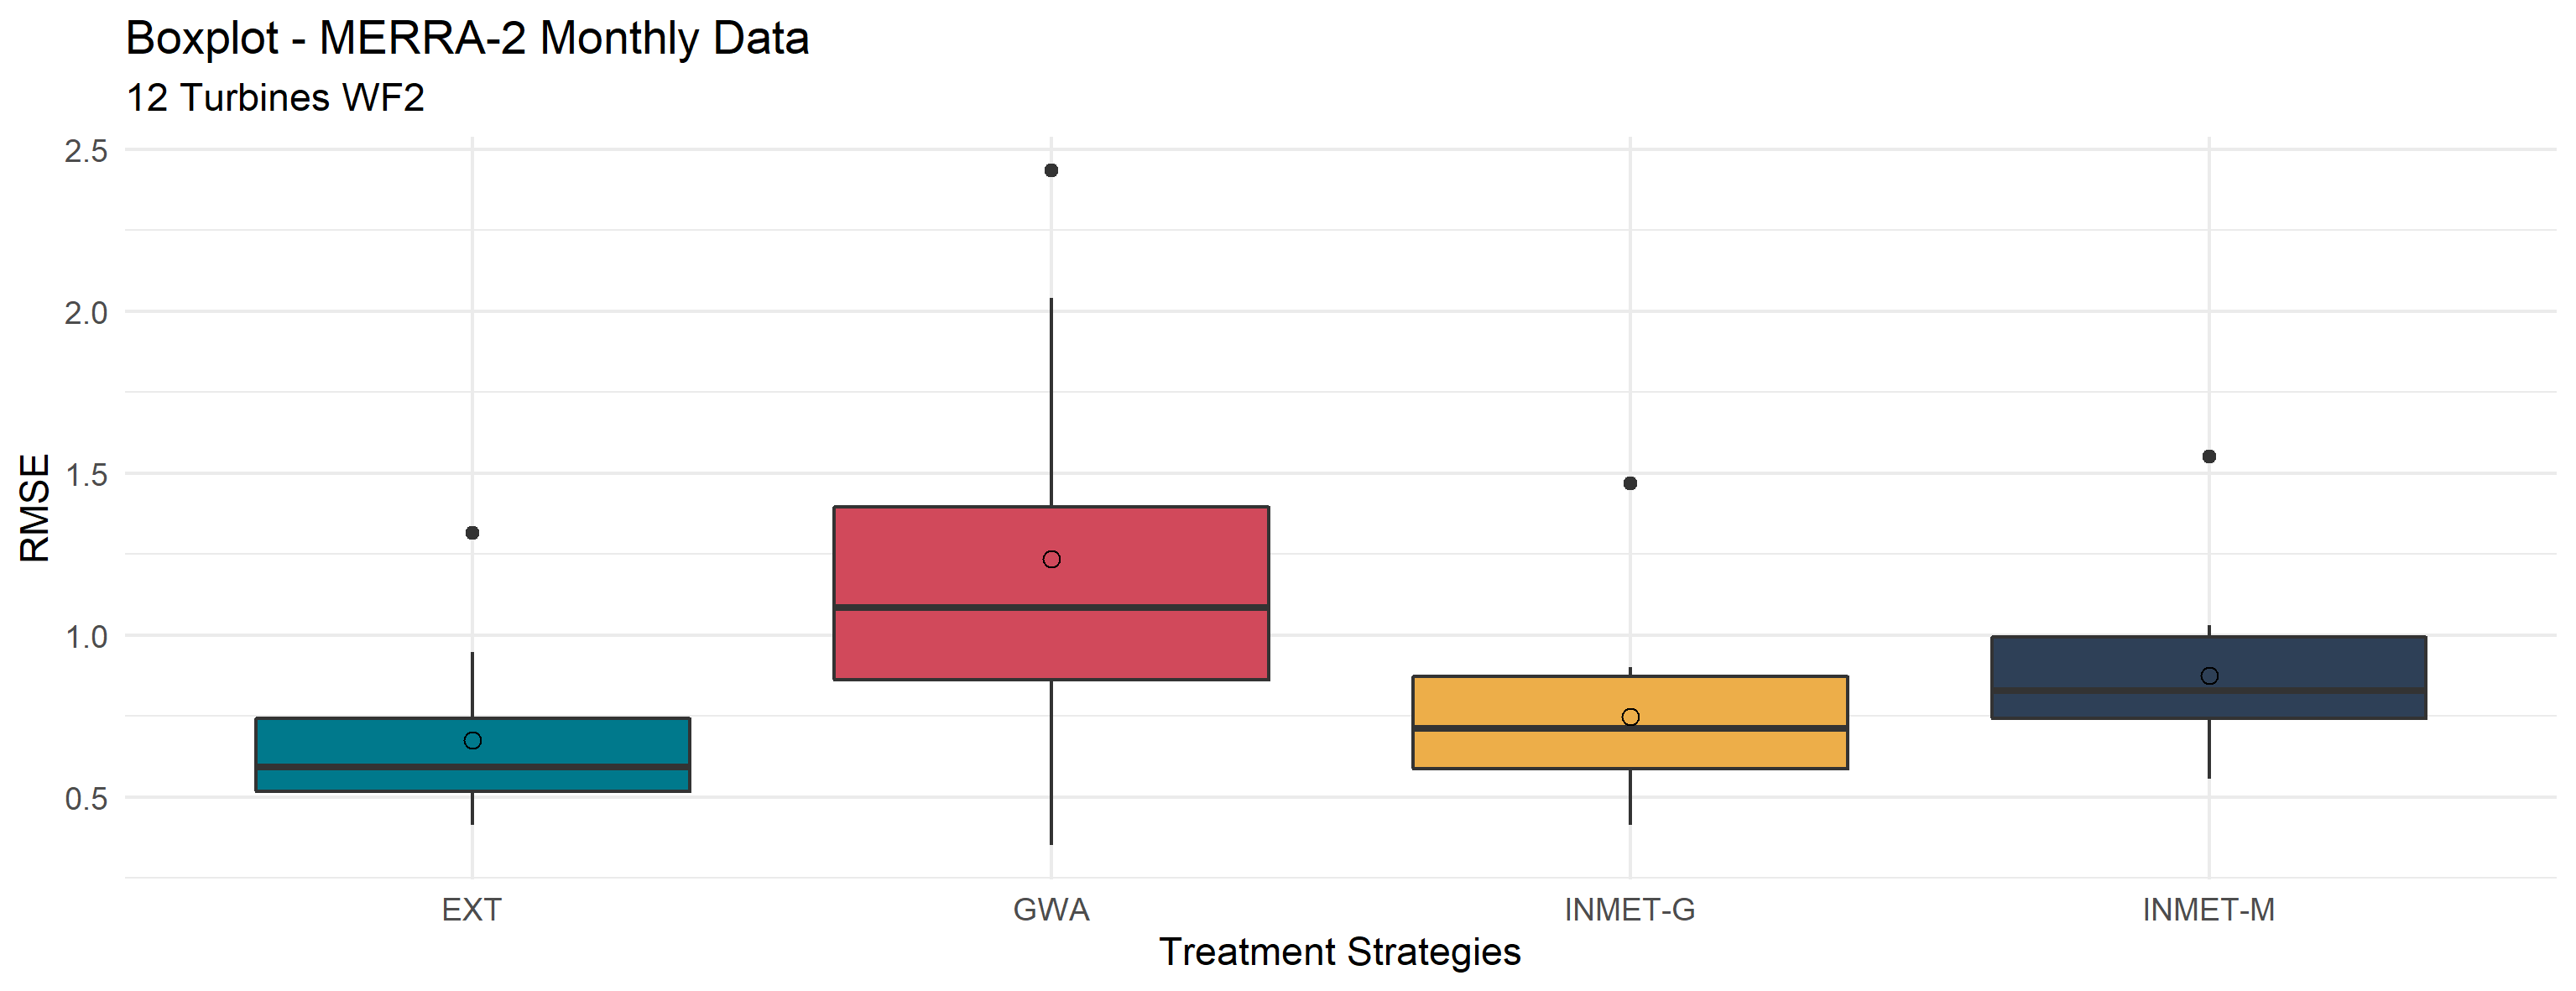 Boxplot - MERRA-2 Monthly Data
12 Turbines WF2
2.5
2.0
1.5
1.0
0.5
RMSE
EXT GWA INMET-G INMET-M
Treatment Strategies